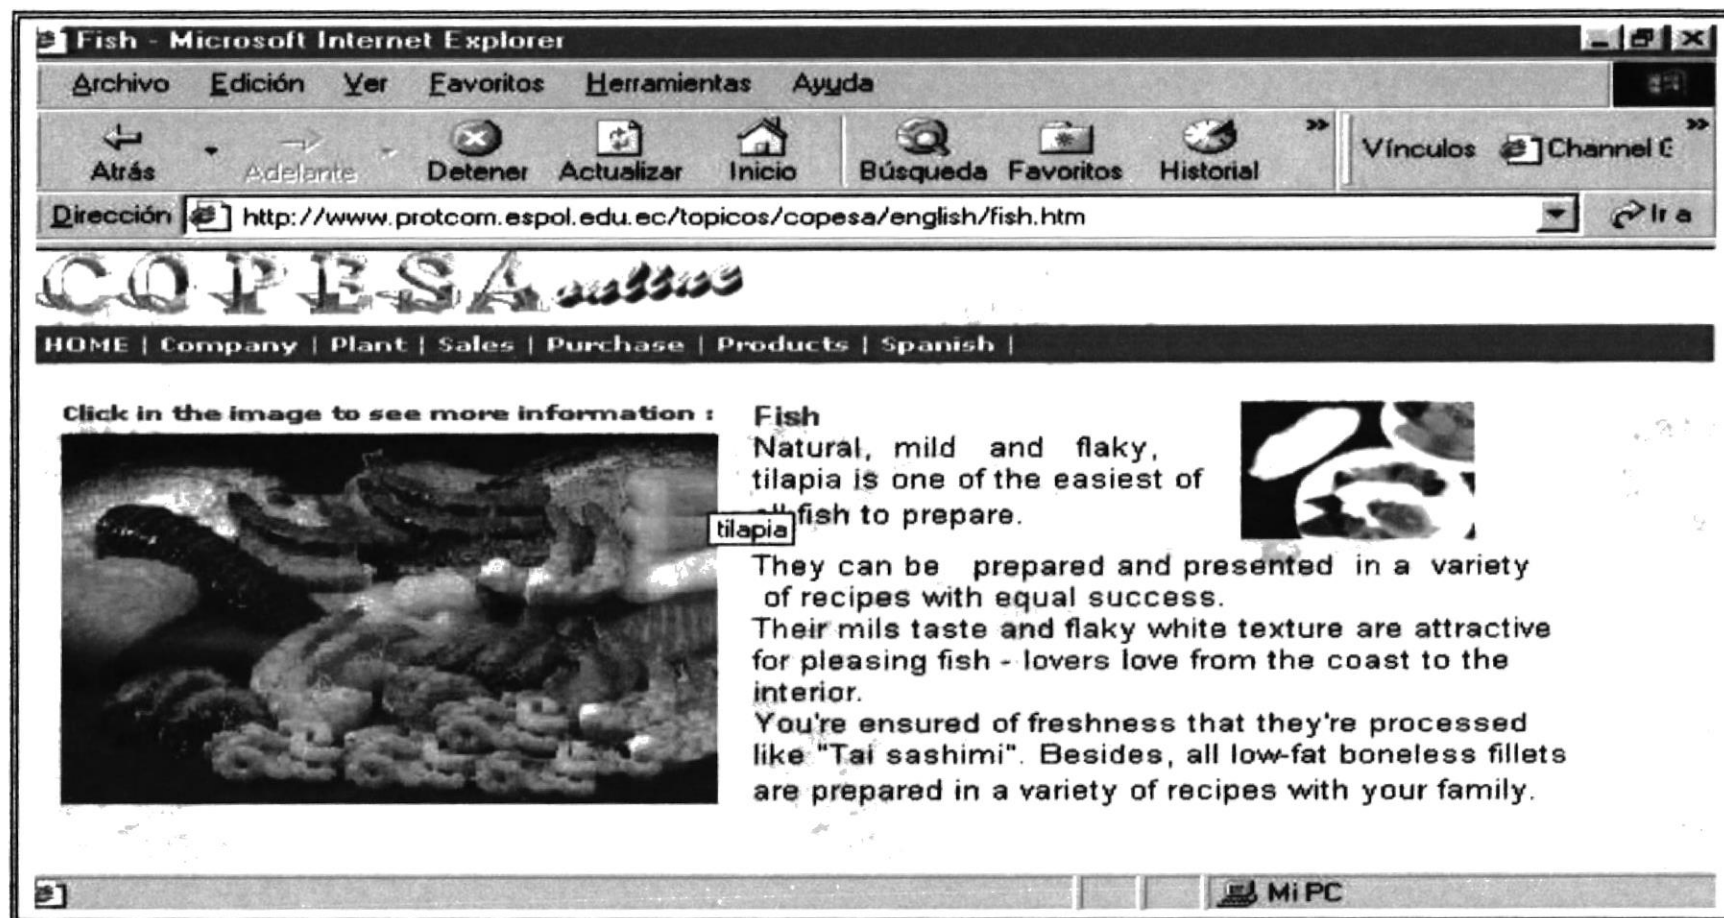 Fish - Microsoft Internet Explorer
Archivo Edición Ver Favoritos Herramientas Ayuda
Atrás Adelante Detener Actualizar Inicio Búsqueda Favoritos Historial » Vínculos Channel »
Dirección http://www.protcom.espol.edu.ec/topicos/copesa/english/fish.htm Ir a
COPESA online
HOME | Company | Plant | Sales | Purchase | Products | Spanish |
Click in the image to see more information :
tilapia
Fish
Natural, mild and flaky,
tilapia is one of the easiest of
fish to prepare.
They can be prepared and presented in a variety
of recipes with equal success.
Their mils taste and flaky white texture are attractive
for pleasing fish - lovers love from the coast to the
interior.
You're ensured of freshness that they're processed
like "Tai sashimi". Besides, all low-fat boneless fillets
are prepared in a variety of recipes with your family.
Mi PC